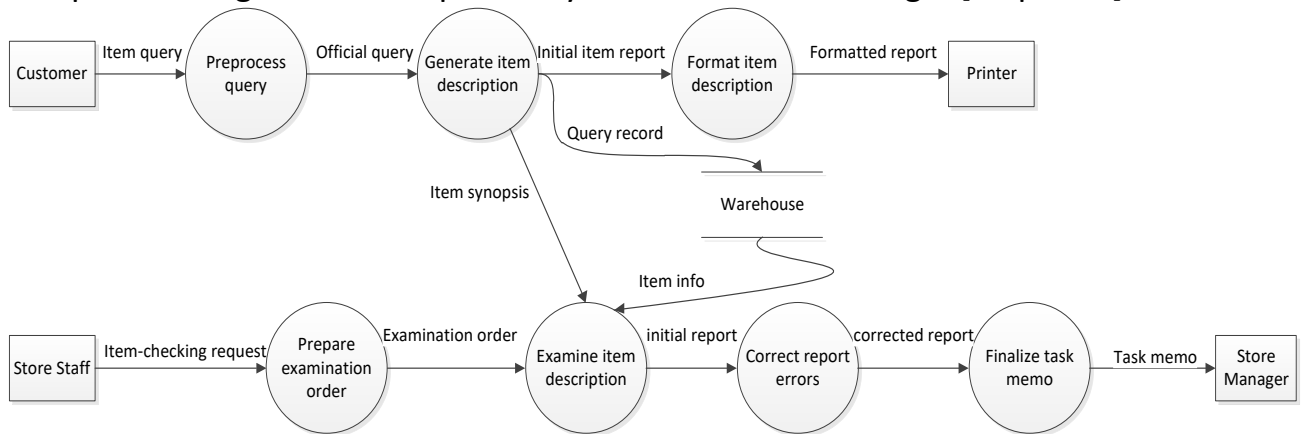 Customer
Item query
Preprocess
query
Official query
Generate item
description
Initial item report
Format item
description
Formatted report
Printer
Query record
Item synopsis
Warehouse
Item info
Store Staff
Item-checking request
Prepare
examination
order
Examination order
Examine item
description
initial report
Correct report
errors
corrected report
Finalize task
memo
Task memo
Store
Manager